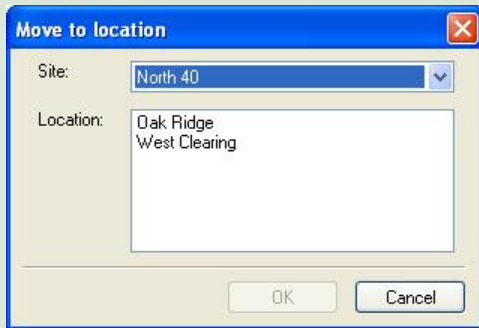 Move to location
Site:
North 40
Location:
Oak Ridge
West Clearing
OK
Cancel